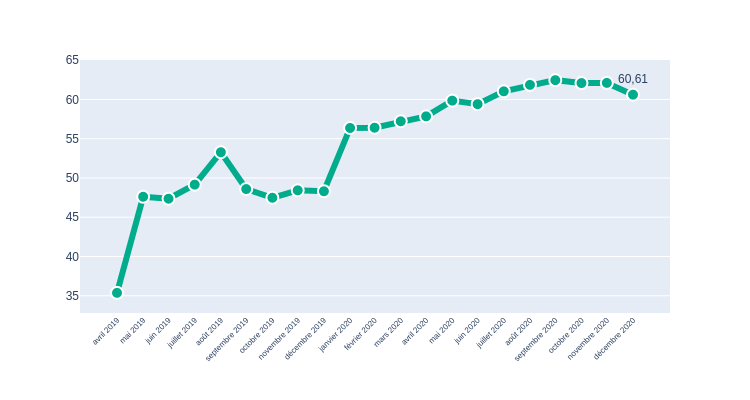 65
60
55
50
45
40
35
60,61
avril 2019
mai 2019
juin 2019
juillet 2019
août 2019
septembre 2019
octobre 2019
novembre 2019
décembre 2019
janvier 2020
février 2020
mars 2020
avril 2020
mai 2020
juin 2020
juillet 2020
août 2020
septembre 2020
octobre 2020
novembre 2020
décembre 2020